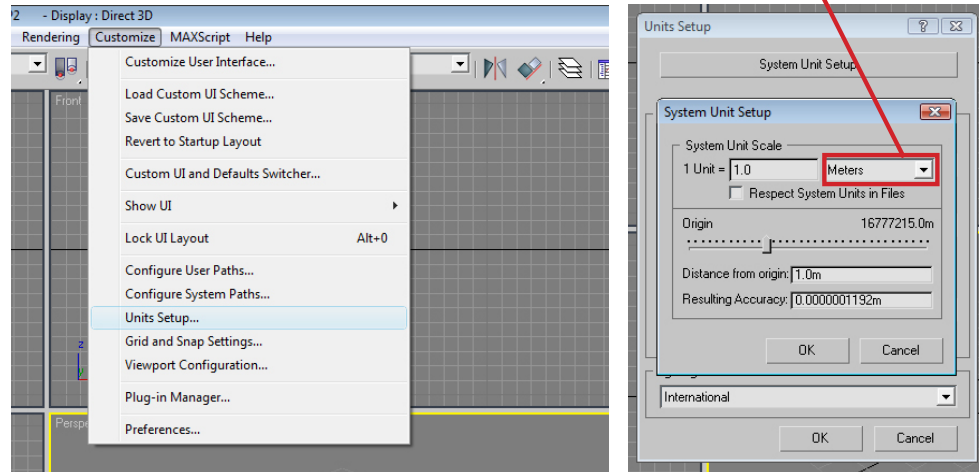 P2 - Display : Direct 3D
Rendering Customize MAXScript Help
Customize User Interface...
Load Custom UI Scheme...
Save Custom UI Scheme...
Revert to Startup Layout
Custom UI and Defaults Switcher...
Show UI
Lock UI Layout Alt+0
Configure User Paths...
Configure System Paths...
Units Setup...
Grid and Snap Settings...
Viewport Configuration...
Plug-in Manager...
Preferences...
Front
z
Perspe
Units Setup
System Unit Setup
System Unit Setup
System Unit Scale
1 Unit = 1.0 Meters
Respect System Units in Files
Origin 16777215.0m
Distance from origin: 1.0m
Resulting Accuracy: 0.0000001192m
OK Cancel
International
OK Cancel